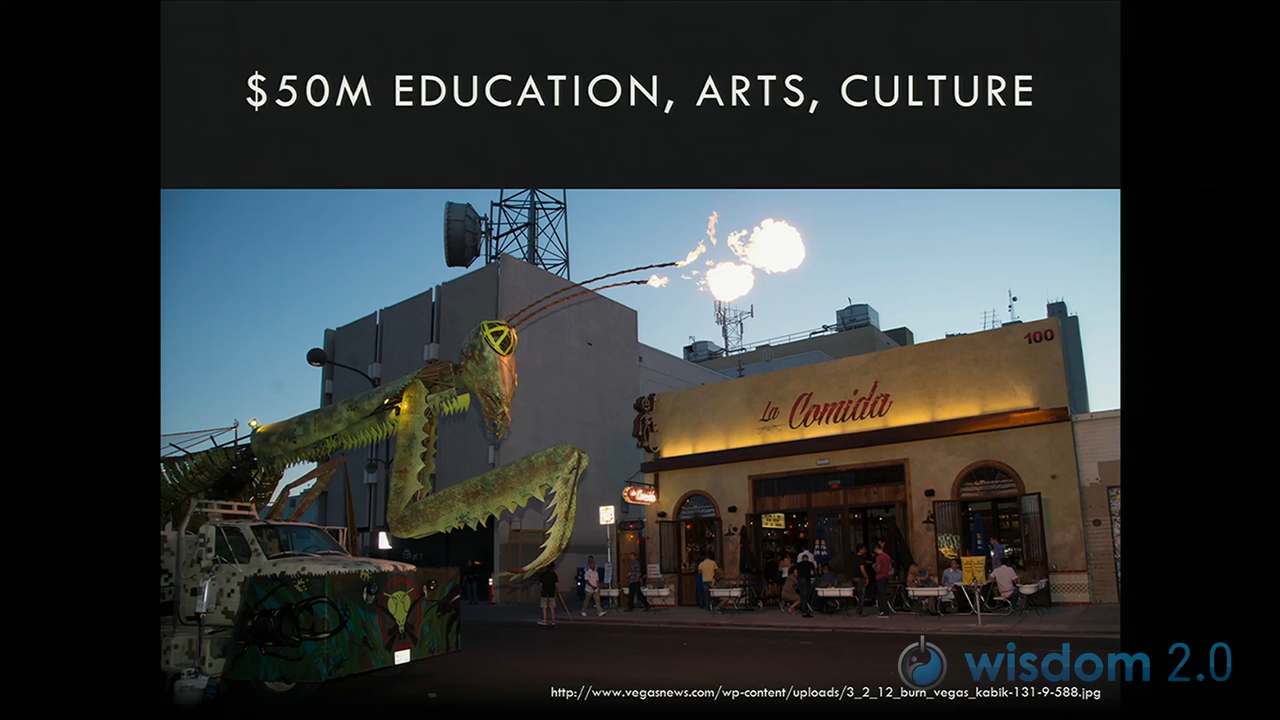 $50M EDUCATION, ARTS, CULTURE
100
La Comida
wisdom 2.0
http://www.vegasnews.com/wp-content/uploads/3_2_12_burn_vegas_kabik-131-9-588.jpg